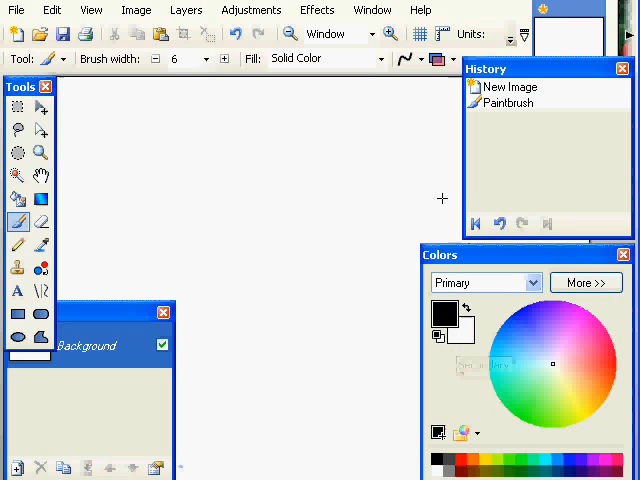 Edit View Image Layers Adjustments Effects Window Help
Window Units:
Tool: Brush width: 6 Fill: Solid Color
Tools
History
New Image
Paintbrush
Colors
Primary More >>
Secondary
Background